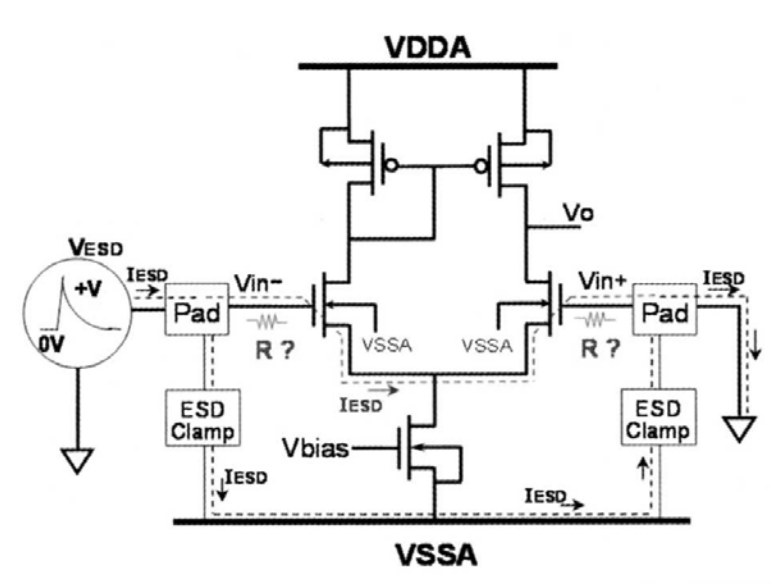 VDDA
Vo
VESD
IESD
+V
0V
Pad
Vin−
R ?
VSSA
VSSA
Vin+
R ?
Pad
IESD
IESD
ESD
Clamp
ESD
Clamp
Vbias
IESD
IESD
VSSA